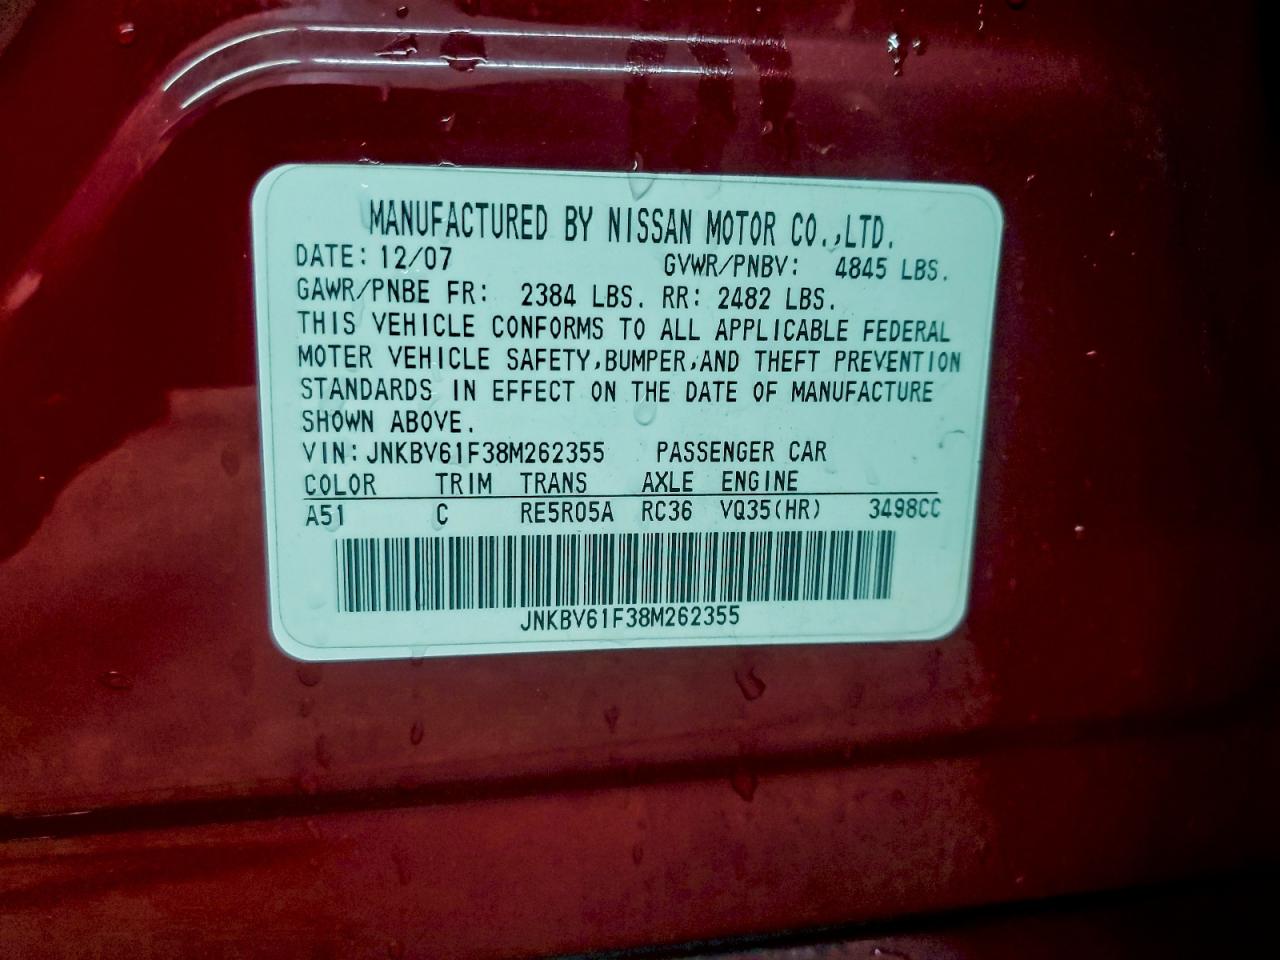 MANUFACTURED BY NISSAN MOTOR CO.,LTD.
DATE: 12/07 GVWR/PNBV: 4845 LBS.
GAWR/PNBE FR: 2384 LBS. RR: 2482 LBS.
THIS VEHICLE CONFORMS TO ALL APPLICABLE FEDERAL
MOTER VEHICLE SAFETY,BUMPER,AND THEFT PREVENTION
STANDARDS IN EFFECT ON THE DATE OF MANUFACTURE
SHOWN ABOVE.
VIN: JNKBV61F38M262355 PASSENGER CAR
COLOR TRIM TRANS AXLE ENGINE
A51 C RE5R05A RC36 VQ35(HR) 3498CC
JNKBV61F38M262355